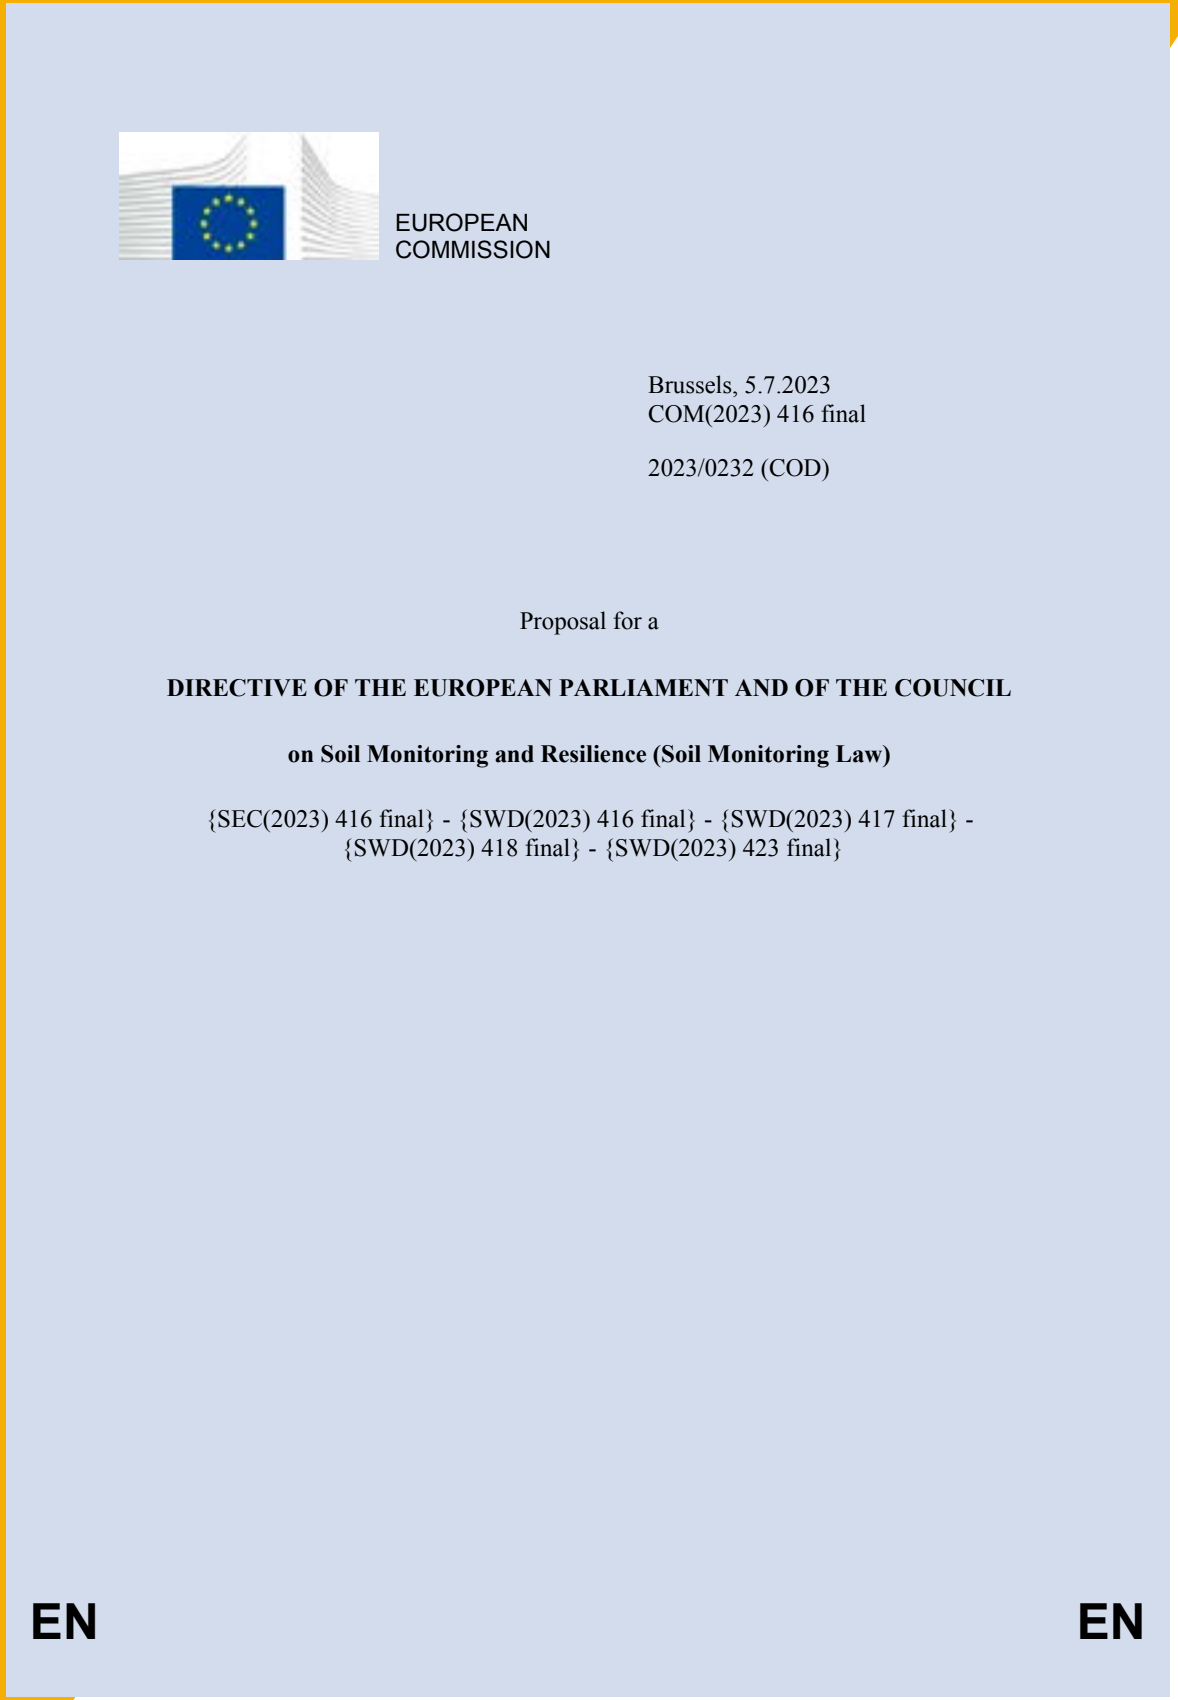 EUROPEAN
COMMISSION
Brussels, 5.7.2023
COM(2023) 416 final
2023/0232 (COD)
Proposal for a
DIRECTIVE OF THE EUROPEAN PARLIAMENT AND OF THE COUNCIL
on Soil Monitoring and Resilience (Soil Monitoring Law)
{SEC(2023) 416 final} - {SWD(2023) 416 final} - {SWD(2023) 417 final} -
{SWD(2023) 418 final} - {SWD(2023) 423 final}
EN
EN